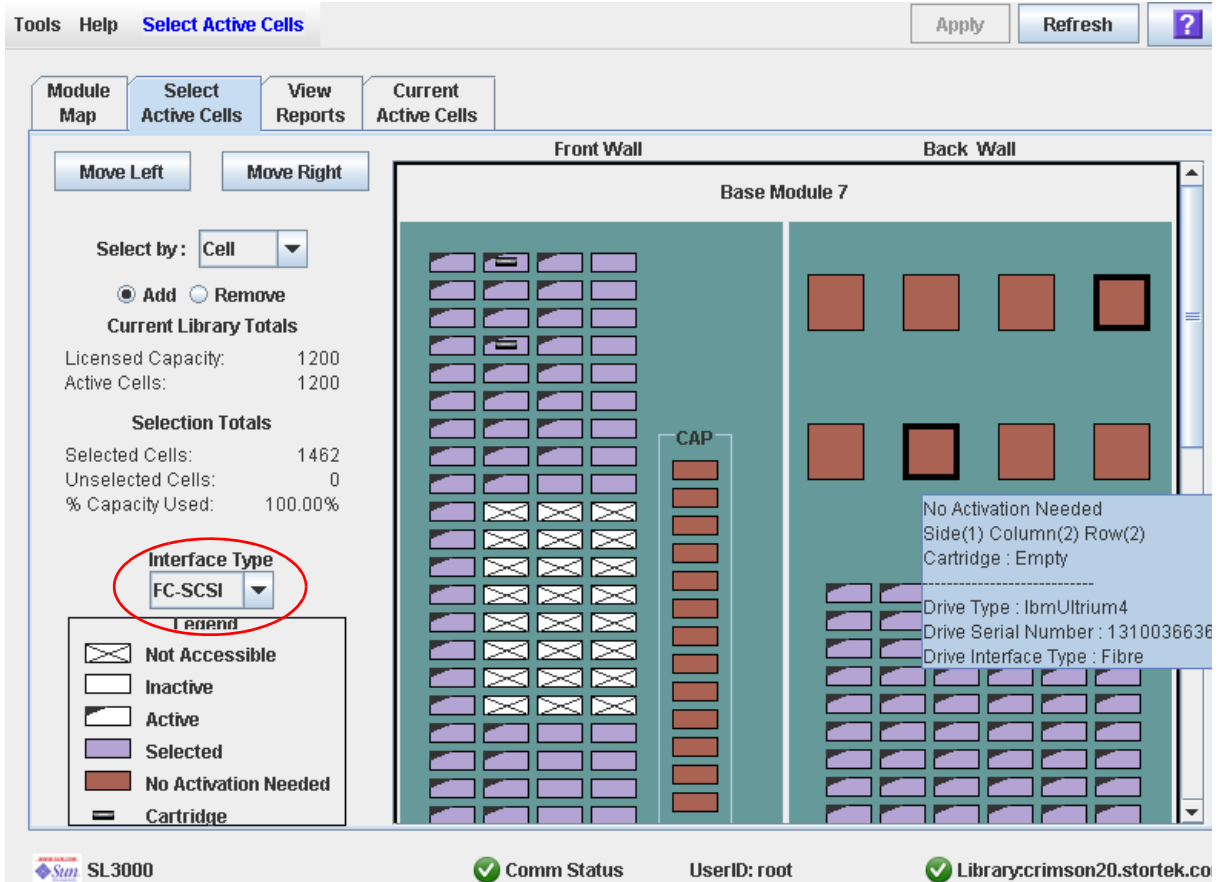 Tools Help Select Active Cells
Apply Refresh ?
Module Map
Select Active Cells
View Reports
Current Active Cells
Move Left Move Right
Select by: Cell
Add Remove
Current Library Totals
Licensed Capacity: 1200
Active Cells: 1200
Selection Totals
Selected Cells: 1462
Unselected Cells: 0
% Capacity Used: 100.00%
Interface Type
FC-SCSI
Legend
Not Accessible
Inactive
Active
Selected
No Activation Needed
Cartridge
Front Wall Back Wall
Base Module 7
CAP
No Activation Needed
Side(1) Column(2) Row(2)
Cartridge : Empty
----------------------------
Drive Type : IbmUltrium4
Drive Serial Number : 1310036636
Drive Interface Type : Fibre
Sun SL3000 Comm Status UserID: root Library:crimson20.stortek.co